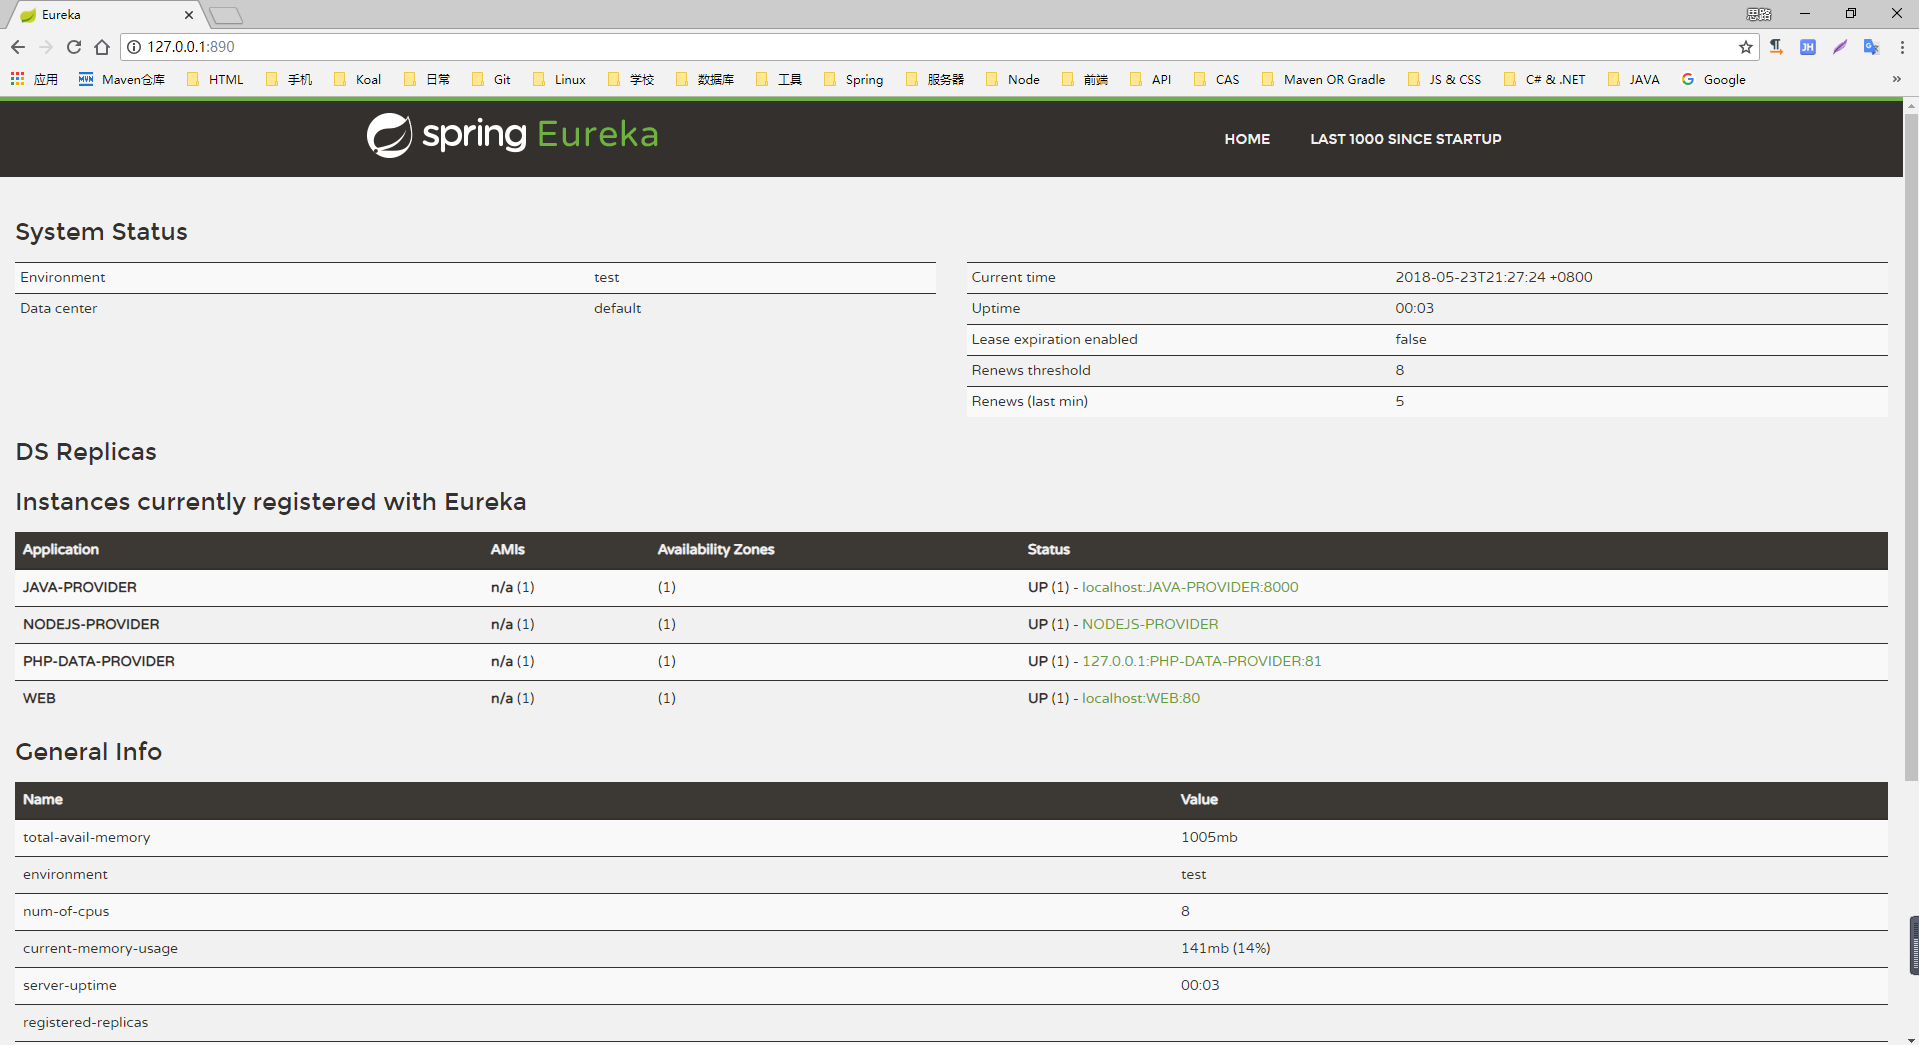 Eureka
思路
127.0.0.1:890
应用 Maven仓库 HTML 手机 Koal 日常 Git Linux 学校 数据库 工具 Spring 服务器 Node 前端 API CAS Maven OR Gradle JS & CSS C# & .NET JAVA Google »
spring Eureka HOME LAST 1000 SINCE STARTUP
System Status
Environment test
Data center default
Current time 2018-05-23T21:27:24 +0800
Uptime 00:03
Lease expiration enabled false
Renews threshold 8
Renews (last min) 5
DS Replicas
Instances currently registered with Eureka
Application AMIs Availability Zones Status
JAVA-PROVIDER n/a (1) (1) UP (1) - localhost:JAVA-PROVIDER:8000
NODEJS-PROVIDER n/a (1) (1) UP (1) - NODEJS-PROVIDER
PHP-DATA-PROVIDER n/a (1) (1) UP (1) - 127.0.0.1:PHP-DATA-PROVIDER:81
WEB n/a (1) (1) UP (1) - localhost:WEB:80
General Info
Name Value
total-avail-memory 1005mb
environment test
num-of-cpus 8
current-memory-usage 141mb (14%)
server-uptime 00:03
registered-replicas